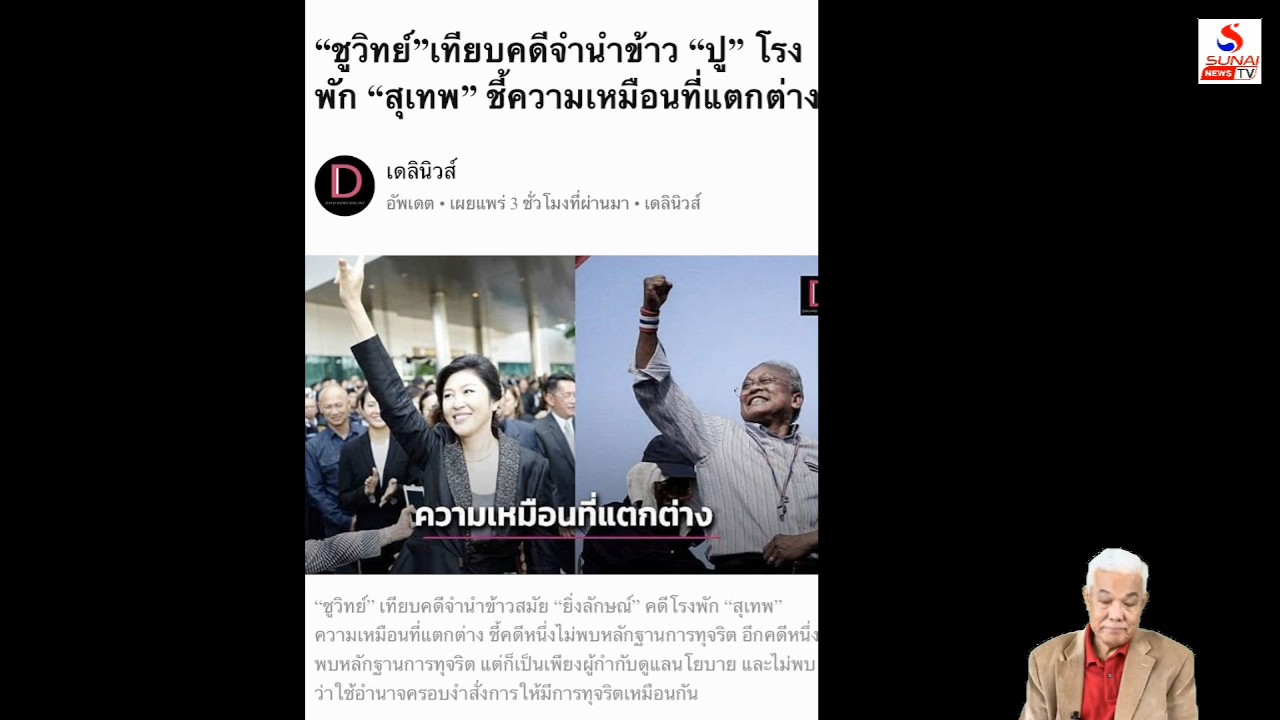 “ชูวิทย์”เทียบคดีจำนำข้าว “ปู” โรง
พัก “สุเทพ” ชี้ความเหมือนที่แตกต่าง
เดลินิวส์
อัพเดต • เผยแพร่ 3 ชั่วโมงที่ผ่านมา • เดลินิวส์
ความเหมือนที่แตกต่าง
“ชูวิทย์” เทียบคดีจำนำข้าวสมัย “ยิ่งลักษณ์” คดีโรงพัก “สุเทพ”
ความเหมือนที่แตกต่าง ชี้คดีหนึ่งไม่พบหลักฐานการทุจริต อีกคดีหนึ่ง
พบหลักฐานการทุจริต แต่ก็เป็นเพียงผู้กำกับดูแลนโยบาย และไม่พบ
ว่าใช้อำนาจครอบงำสั่งการให้มีการทุจริตเหมือนกัน
SUNAI
NEWS TV